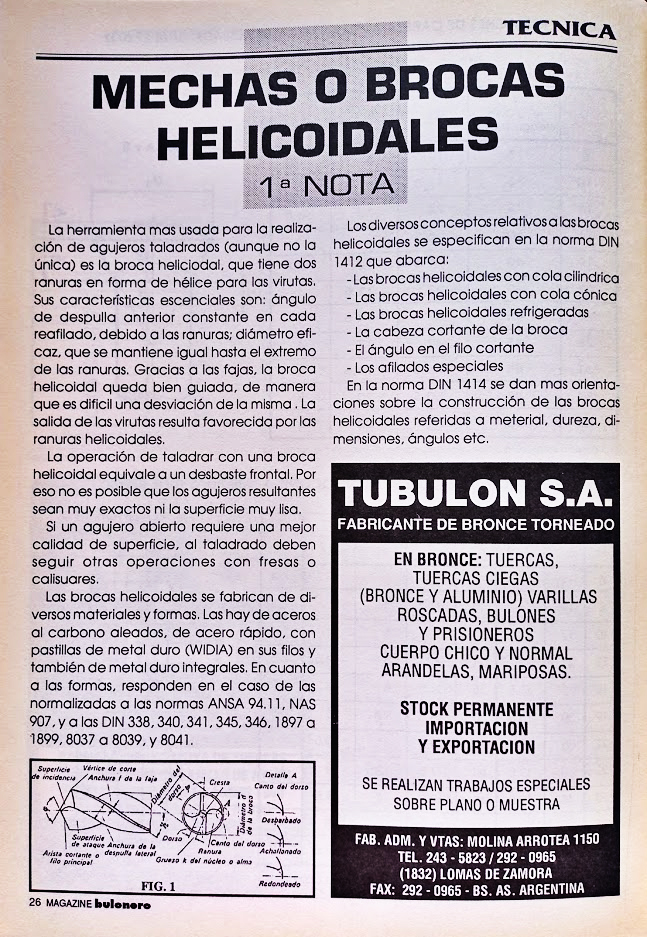 TECNICA
MECHAS O BROCAS
HELICOIDALES
1ª NOTA
La herramienta mas usada para la realiza-
ción de agujeros taladrados (aunque no la
única) es la broca heliciodal, que tiene dos
ranuras en forma de hélice para las virutas.
Sus características escenciales son: ángulo
de despulla anterior constante en cada
reafilado, debido a las ranuras; diámetro efi-
caz, que se mantiene igual hasta el extremo
de las ranuras. Gracias a las fajas, la broca
helicoidal queda bien guiada, de manera
que es dificil una desviación de la misma . La
salida de las virutas resulta favorecida por las
ranuras helicoidales.
La operación de taladrar con una broca
helicoidal equivale a un desbaste frontal. Por
eso no es posible que los agujeros resultantes
sean muy exactos ni la superficie muy lisa.
Si un agujero abierto requiere una mejor
calidad de superficie, al taladrado deben
seguir otras operaciones con fresas o
calisuares.
Las brocas helicoidales se fabrican de di-
versos materiales y formas. Las hay de aceros
al carbono aleados, de acero rápido, con
pastillas de metal duro (WIDIA) en sus filos y
también de metal duro integrales. En cuanto
a las formas, responden en el caso de las
normalizadas a las normas ANSA 94.11, NAS
907, y a las DIN 338, 340, 341, 345, 346, 1897 a
1899, 8037 a 8039, y 8041.
Superficie
de incidencia
Vértice de corte
Anchura f de la faja
Diámetro del
dorso
Cresta
Detalle A
Canto del dorso
A
Diámetro
de la broca
Superficie
de ataque
Anchura de la
despulla lateral
Arista cortante o
filo principal
Dorso
Canto del dorso
Ranura
Grueso k del núcleo o alma
Desbarbado
Achaflanado
Redondeado
FIG. 1
26 MAGAZINE bulonero
Los diversos conceptos relativos a las brocas
helicoidales se especifican en la norma DIN
1412 que abarca:
- Las brocas helicoidales con cola cilindrica
- Las brocas helicoidales con cola cónica
- Las brocas helicoidales refrigeradas
- La cabeza cortante de la broca
- El ángulo en el filo cortante
- Los afilados especiales
En la norma DIN 1414 se dan mas orienta-
ciones sobre la construcción de las brocas
helicoidales referidas a meterial, dureza, di-
mensiones, ángulos etc.
TUBULON S.A.
FABRICANTE DE BRONCE TORNEADO
EN BRONCE: TUERCAS,
TUERCAS CIEGAS
(BRONCE Y ALUMINIO) VARILLAS
ROSCADAS, BULONES
Y PRISIONEROS
CUERPO CHICO Y NORMAL
ARANDELAS, MARIPOSAS.
STOCK PERMANENTE
IMPORTACION
Y EXPORTACION
SE REALIZAN TRABAJOS ESPECIALES
SOBRE PLANO O MUESTRA
FAB. ADM. Y VTAS: MOLINA ARROTEA 1150
TEL. 243 - 5823 / 292 - 0965
(1832) LOMAS DE ZAMORA
FAX: 292 - 0965 - BS. AS. ARGENTINA